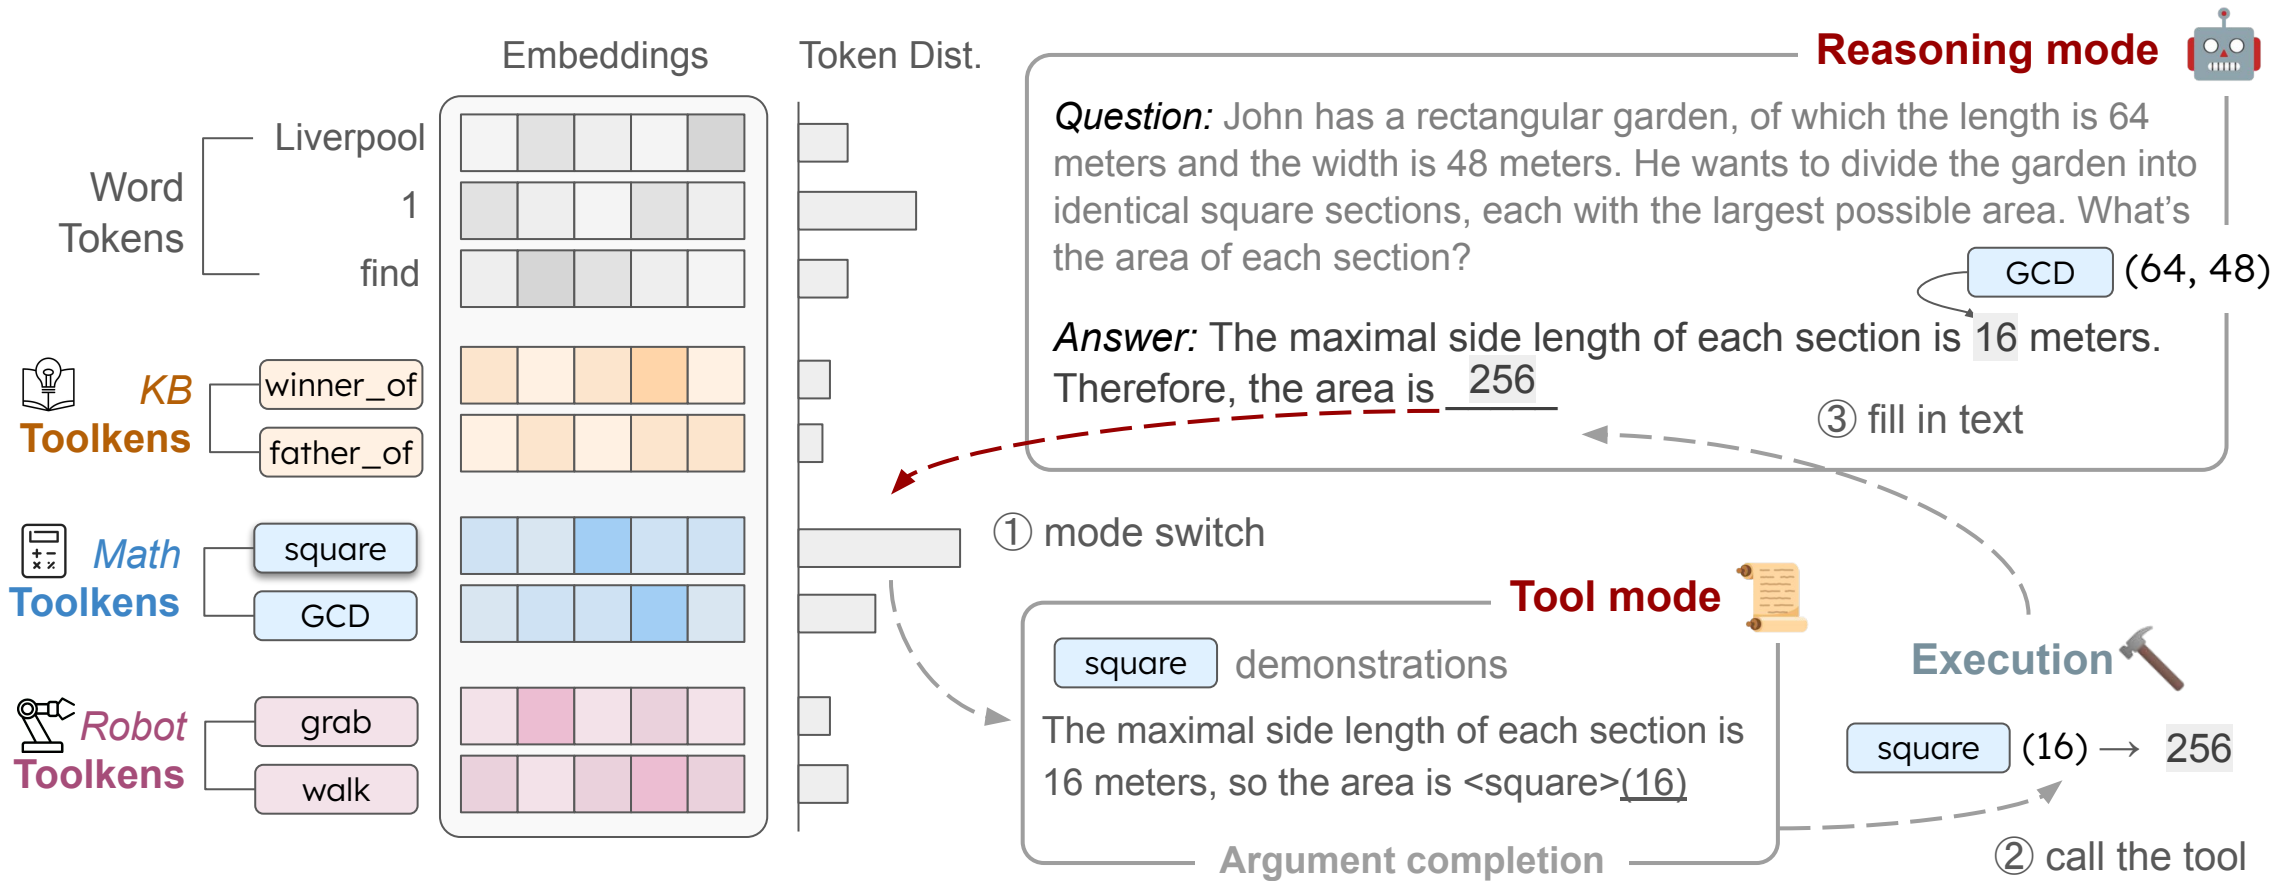 Embeddings
Token Dist.
Word
Tokens
Liverpool
1
find
KB
Toolkens
winner_of
father_of
Math
Toolkens
square
GCD
Robot
Toolkens
grab
walk
Reasoning mode
Question: John has a rectangular garden, of which the length is 64
meters and the width is 48 meters. He wants to divide the garden into
identical square sections, each with the largest possible area. What’s
the area of each section?
GCD (64, 48)
Answer: The maximal side length of each section is 16 meters.
Therefore, the area is 256
③ fill in text
① mode switch
Tool mode
square demonstrations
The maximal side length of each section is
16 meters, so the area is <square>(16)
Argument completion
Execution
square (16) → 256
② call the tool